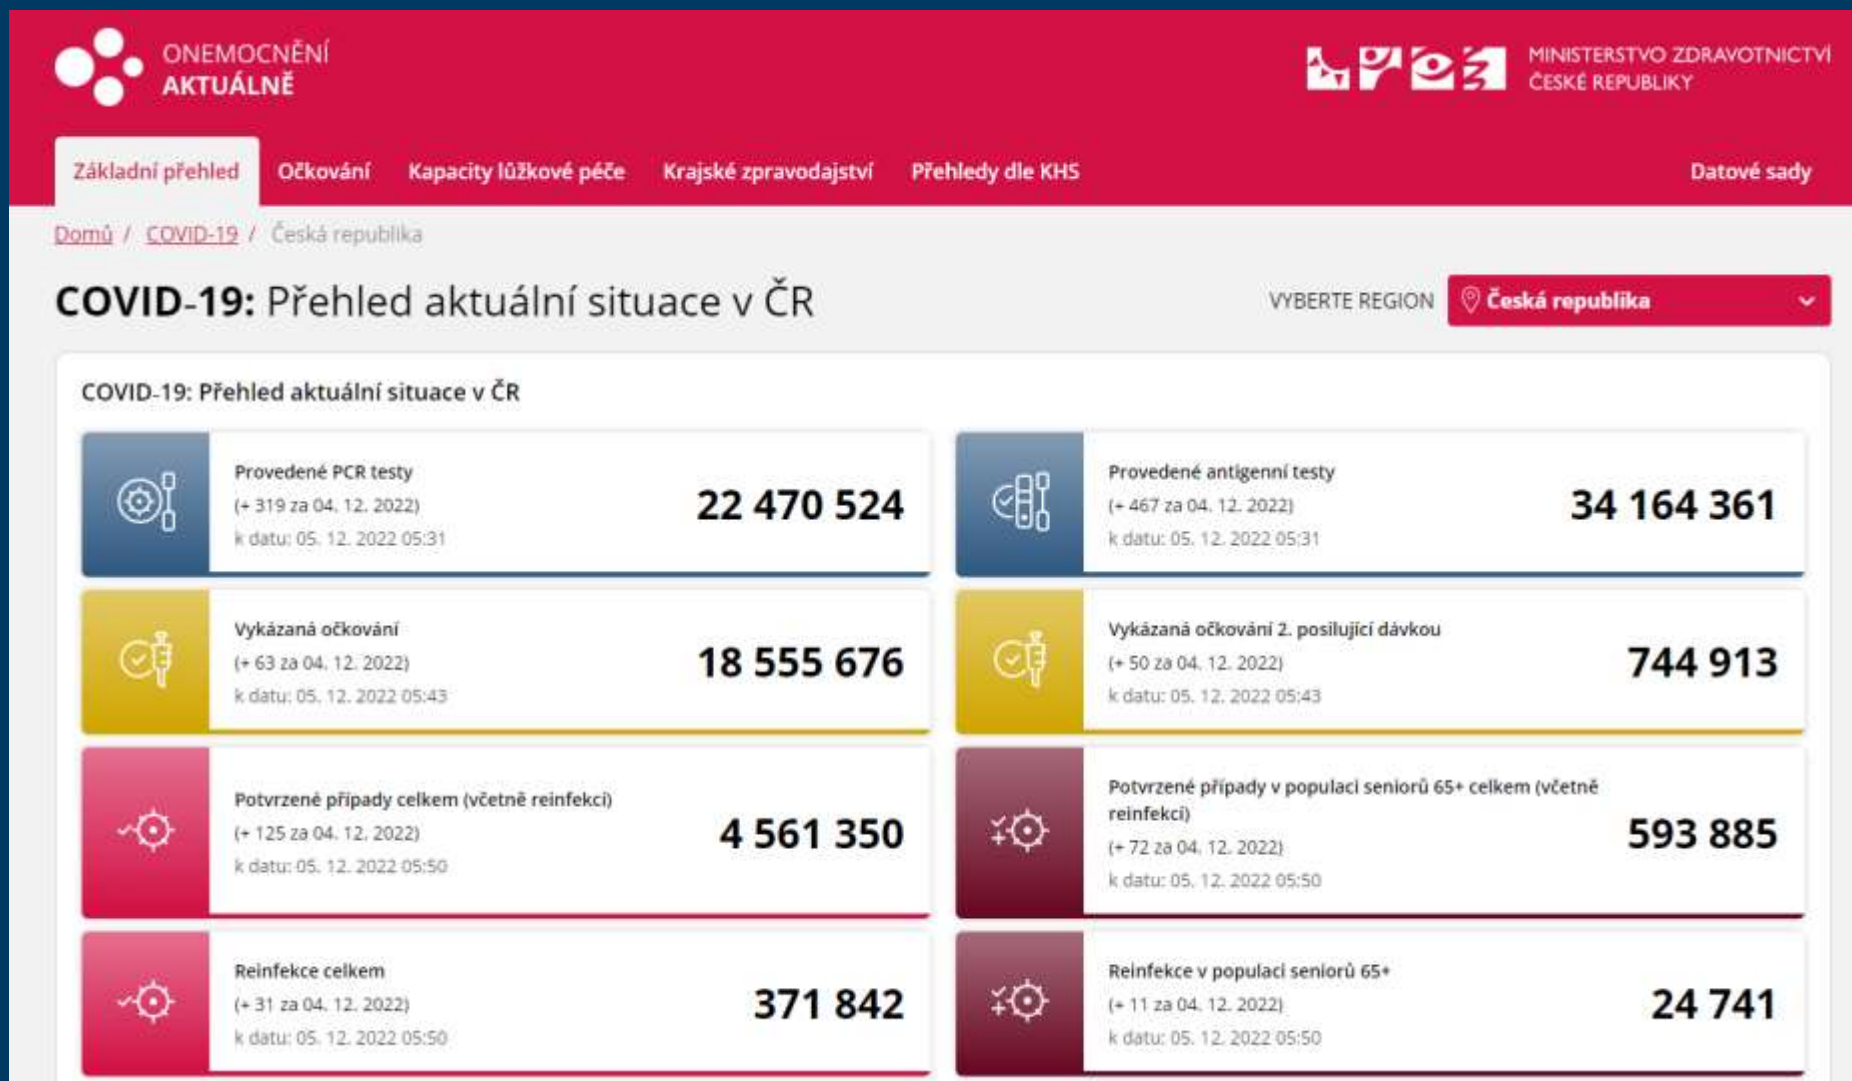 ONEMOCNĚNÍ
AKTUÁLNĚ
MINISTERSTVO ZDRAVOTNICTVÍ
ČESKÉ REPUBLIKY
Základní přehled
Očkování
Kapacity lůžkové péče
Krajské zpravodajství
Přehledy dle KHS
Datové sady
Domů / COVID-19 / Česká republika
COVID-19: Přehled aktuální situace v ČR
VYBERTE REGION
Česká republika
COVID-19: Přehled aktuální situace v ČR
Provedené PCR testy
(+ 319 za 04. 12. 2022)
k datu: 05. 12. 2022 05:31
22 470 524
Provedené antigenní testy
(+ 467 za 04. 12. 2022)
k datu: 05. 12. 2022 05:31
34 164 361
Vykázaná očkování
(+ 63 za 04. 12. 2022)
k datu: 05. 12. 2022 05:43
18 555 676
Vykázaná očkování 2. posilující dávkou
(+ 50 za 04. 12. 2022)
k datu: 05. 12. 2022 05:43
744 913
Potvrzené případy celkem (včetně reinfekcí)
(+ 125 za 04. 12. 2022)
k datu: 05. 12. 2022 05:50
4 561 350
Potvrzené případy v populaci seniorů 65+ celkem (včetně
reinfekcí)
(+ 72 za 04. 12. 2022)
k datu: 05. 12. 2022 05:50
593 885
Reinfekce celkem
(+ 31 za 04. 12. 2022)
k datu: 05. 12. 2022 05:50
371 842
Reinfekce v populaci seniorů 65+
(+ 11 za 04. 12. 2022)
k datu: 05. 12. 2022 05:50
24 741